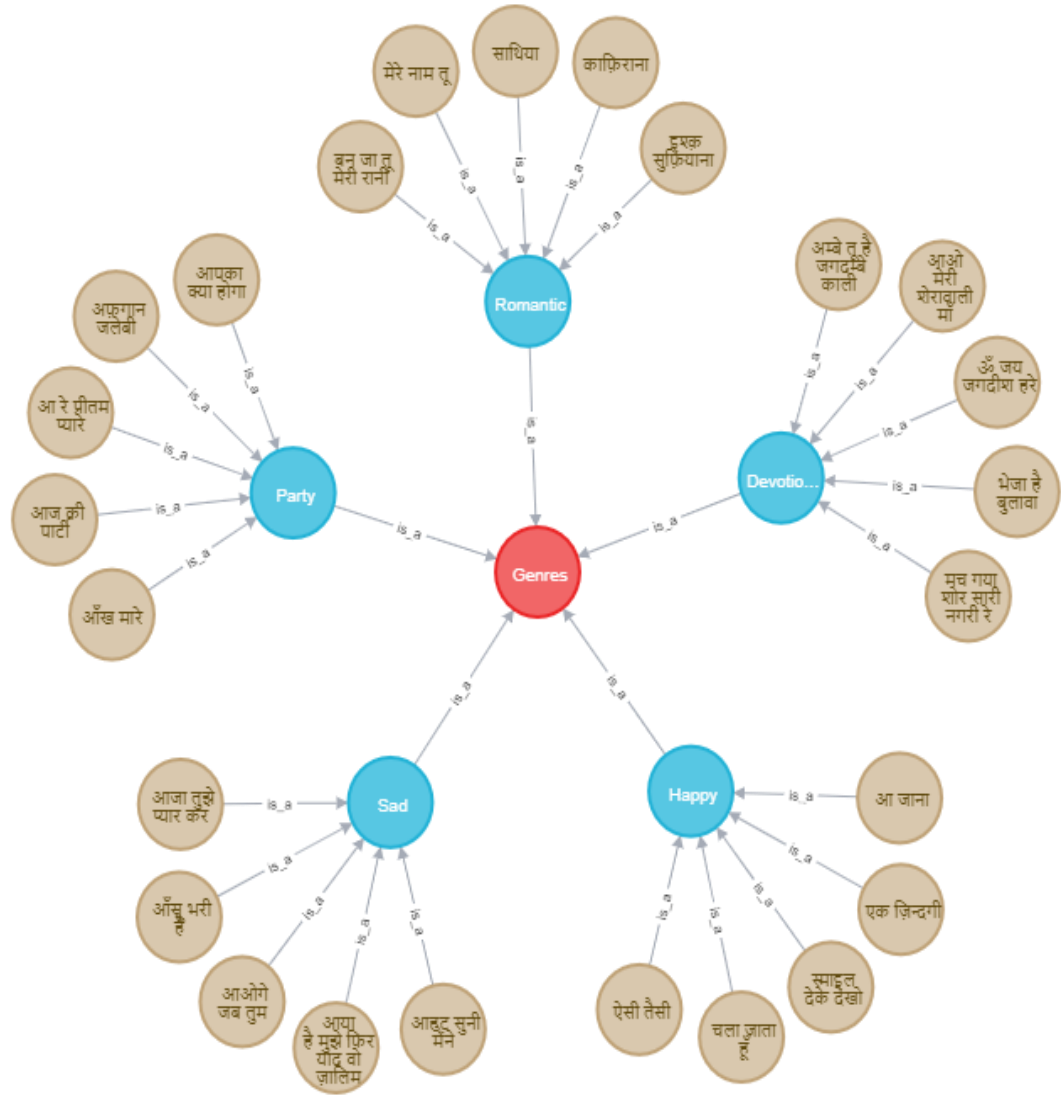 साथिया
काफ़िराना
मेरे नाम तू
इश्क़
सुफ़ियाना
बन जा तू
मेरी रानी
is_a
is_a
is_a
is_a
is_a
Romantic
is_a
आपका
क्या होगा
अफ़गान
जलेबी
आ रे प्रीतम
प्यारे
आज की
पार्टी
आँख मारे
is_a
is_a
is_a
is_a
is_a
Party
is_a
अम्बे तू है
जगदम्बे
काली
आओ
मेरी
शेरावाली
माँ
ॐ जय
जगदीश हरे
भेजा है
बुलावा
मच गया
शोर सारी
नगरी रे
is_a
is_a
is_a
is_a
is_a
Devotio...
is_a
Genres
is_a
is_a
Sad
आजा तुझे
प्यार करूँ
आँसू भरी
है
आओगे
जब तुम
आया
है मुझे फ़िर
याद वो
ज़ालिम
आहट सुनी
मैंने
is_a
is_a
is_a
is_a
is_a
Happy
आ जाना
एक ज़िन्दगी
स्माइल
देके देखो
चला जाता
हूँ
ऐसी तैसी
is_a
is_a
is_a
is_a
is_a